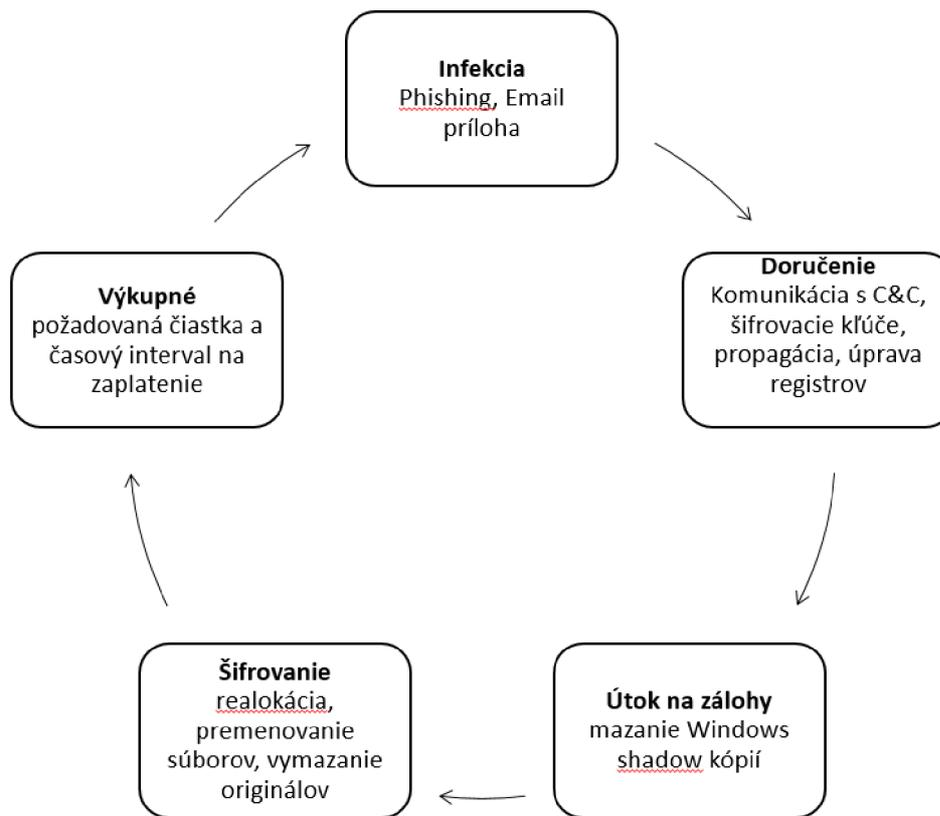 Infekcia
Phishing, Email
príloha
Doručenie
Komunikácia s C&C,
šifrovacie kľúče,
propagácia, úprava
registrov
Útok na zálohy
mazanie Windows
shadow kópií
Šifrovanie
realokácia,
premenovanie
súborov, vymazanie
originálov
Výkupné
požadovaná čiastka a
časový interval na
zaplatenie